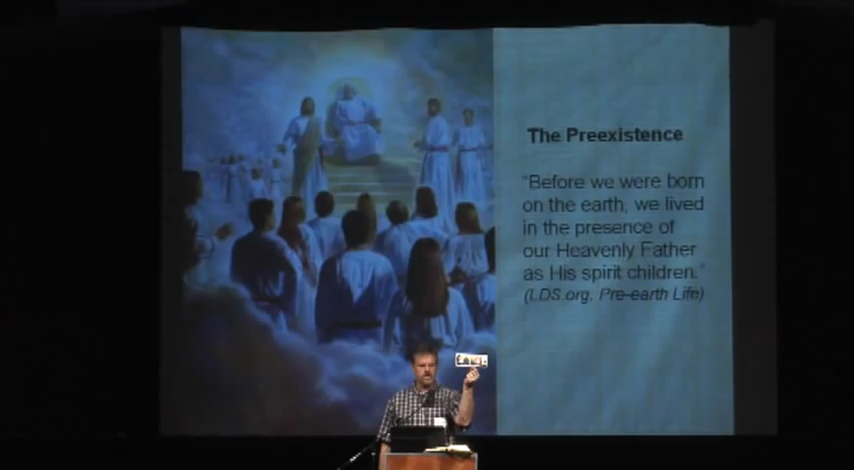 The Preexistence
"Before we were born
on the earth, we lived
in the presence of
our Heavenly Father
as His spirit children."
(LDS.org, Pre-earth Life)